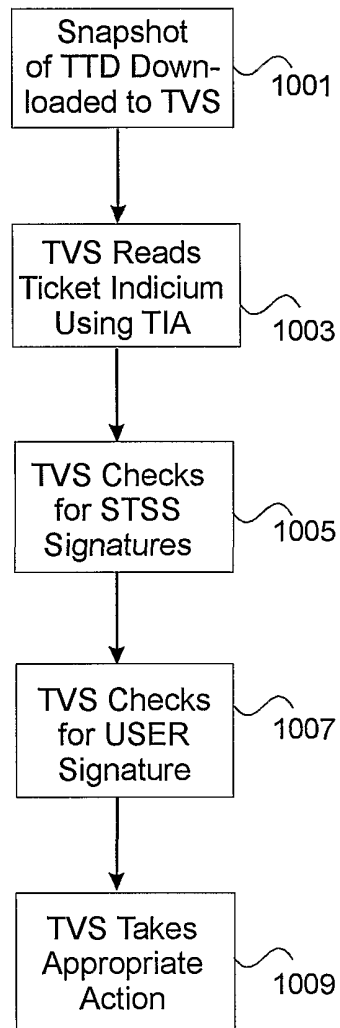 Snapshot
of TTD Down-
loaded to TVS
1001
TVS Reads
Ticket Indicium
Using TIA
1003
TVS Checks
for STSS
Signatures
1005
TVS Checks
for USER
Signature
1007
TVS Takes
Appropriate
Action
1009